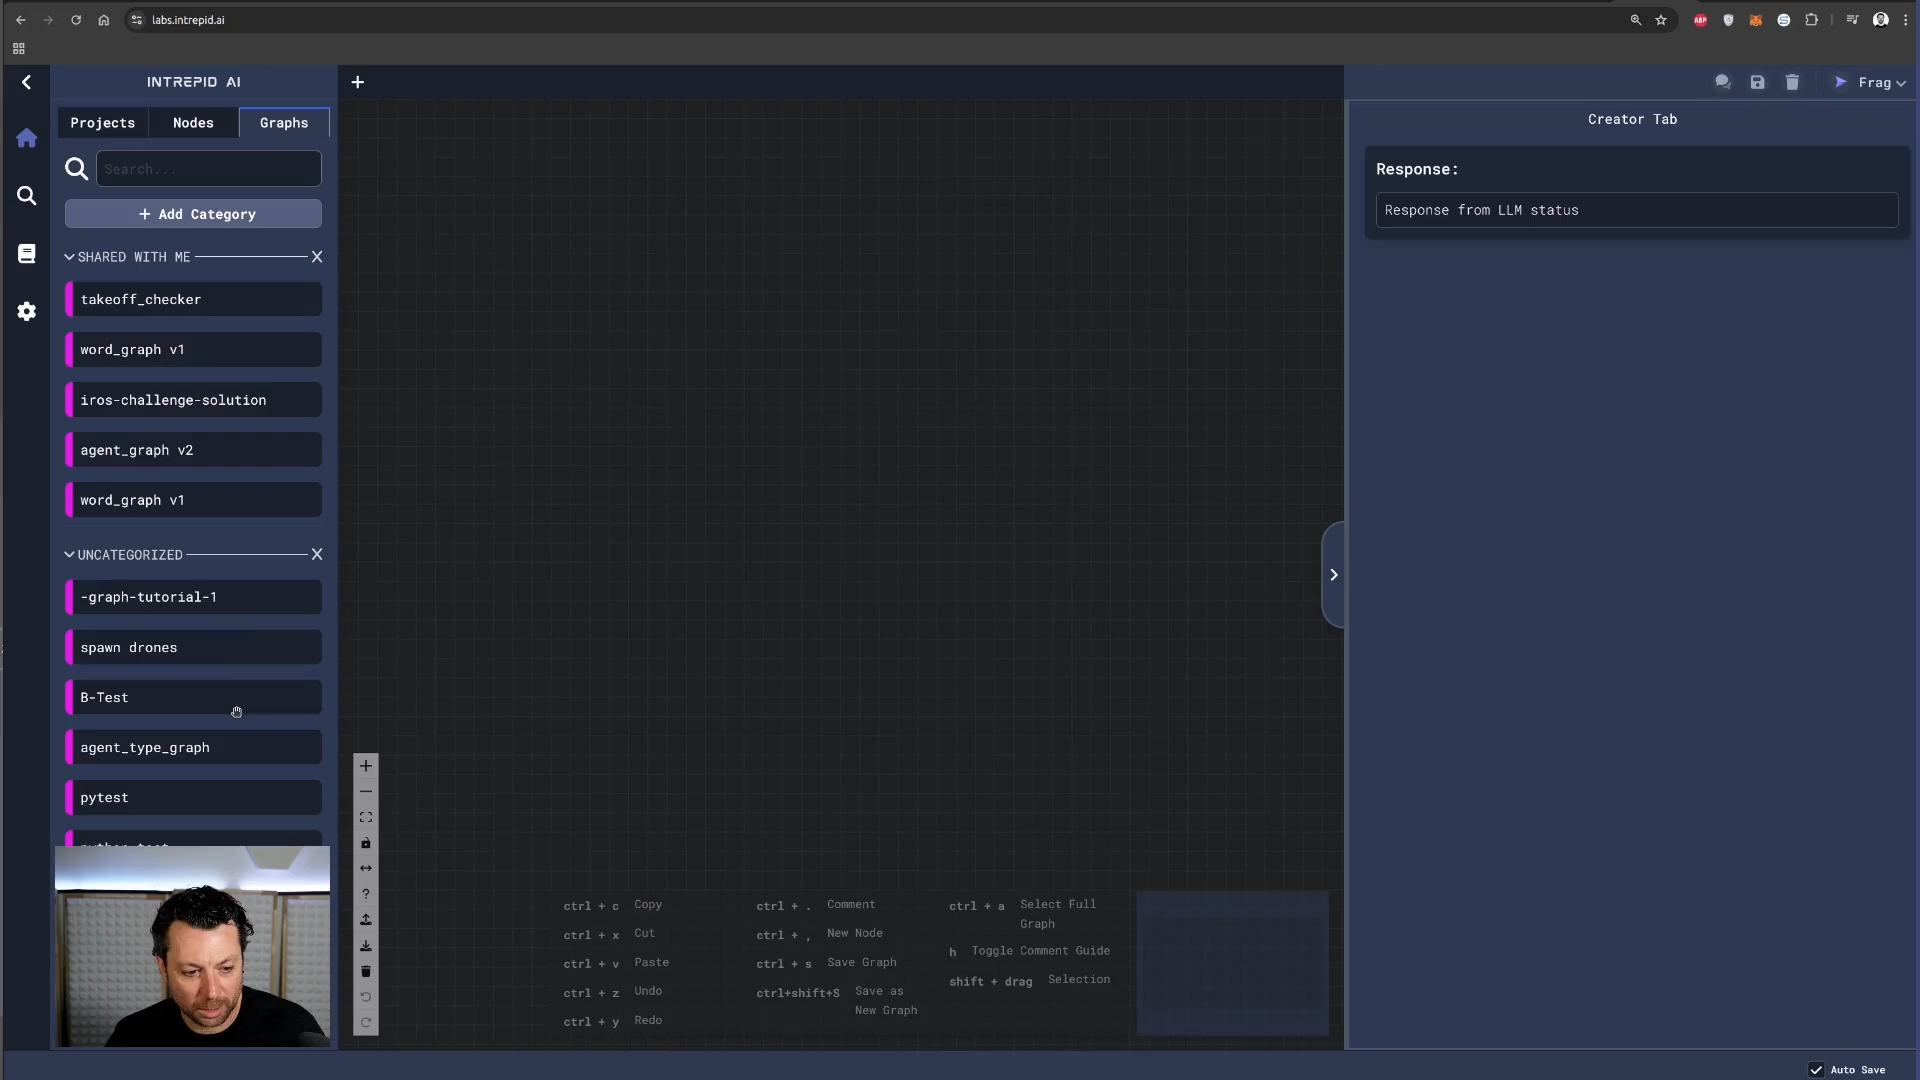 labs.intrepid.ai
ABP
INTREPID AI
Frag
Projects
Nodes
Graphs
Creator Tab
Search...
Response:
+ Add Category
Response from LLM status
SHARED WITH ME
X
takeoff_checker
word_graph v1
iros-challenge-solution
agent_graph v2
word_graph v1
UNCATEGORIZED
X
-graph-tutorial-1
spawn drones
B-Test
agent_type_graph
pytest
python_test
?
ctrl + c Copy
ctrl + x Cut
ctrl + v Paste
ctrl + z Undo
ctrl + y Redo
ctrl + . Comment
ctrl + , New Node
ctrl + s Save Graph
ctrl+shift+S Save as
New Graph
ctrl + a Select Full
Graph
h Toggle Comment Guide
shift + drag Selection
Auto Save